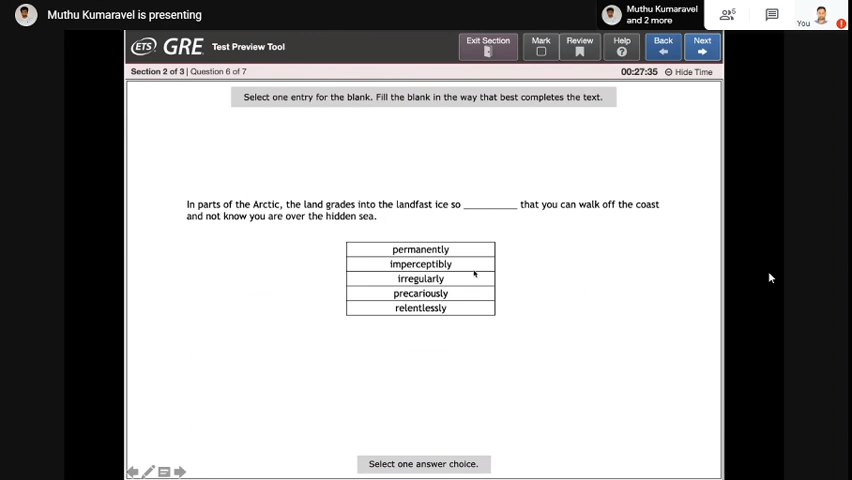 Muthu Kumaravel is presenting
Muthu Kumaravel
and 2 more
5
You
ETS GRE Test Preview Tool
Exit Section
Mark
Review
Help
Back
Next
Section 2 of 3 | Question 6 of 7
00:27:35
Hide Time
Select one entry for the blank. Fill the blank in the way that best completes the text.
In parts of the Arctic, the land grades into the landfast ice so __________ that you can walk off the coast
and not know you are over the hidden sea.
permanently
imperceptibly
irregularly
precariously
relentlessly
Select one answer choice.